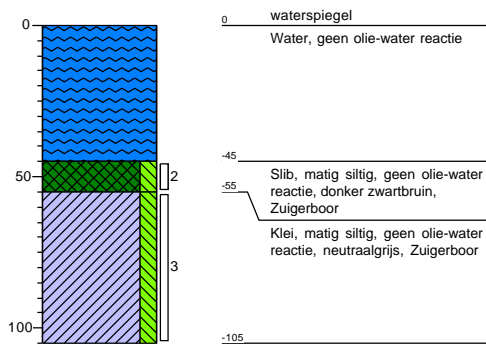 0
50
100
2
3
0 waterspiegel
Water, geen olie-water reactie
-45
Slib, matig siltig, geen olie-water
reactie, donker zwartbruin,
Zuigerboor
-55
Klei, matig siltig, geen olie-water
reactie, neutraalgrijs, Zuigerboor
-105